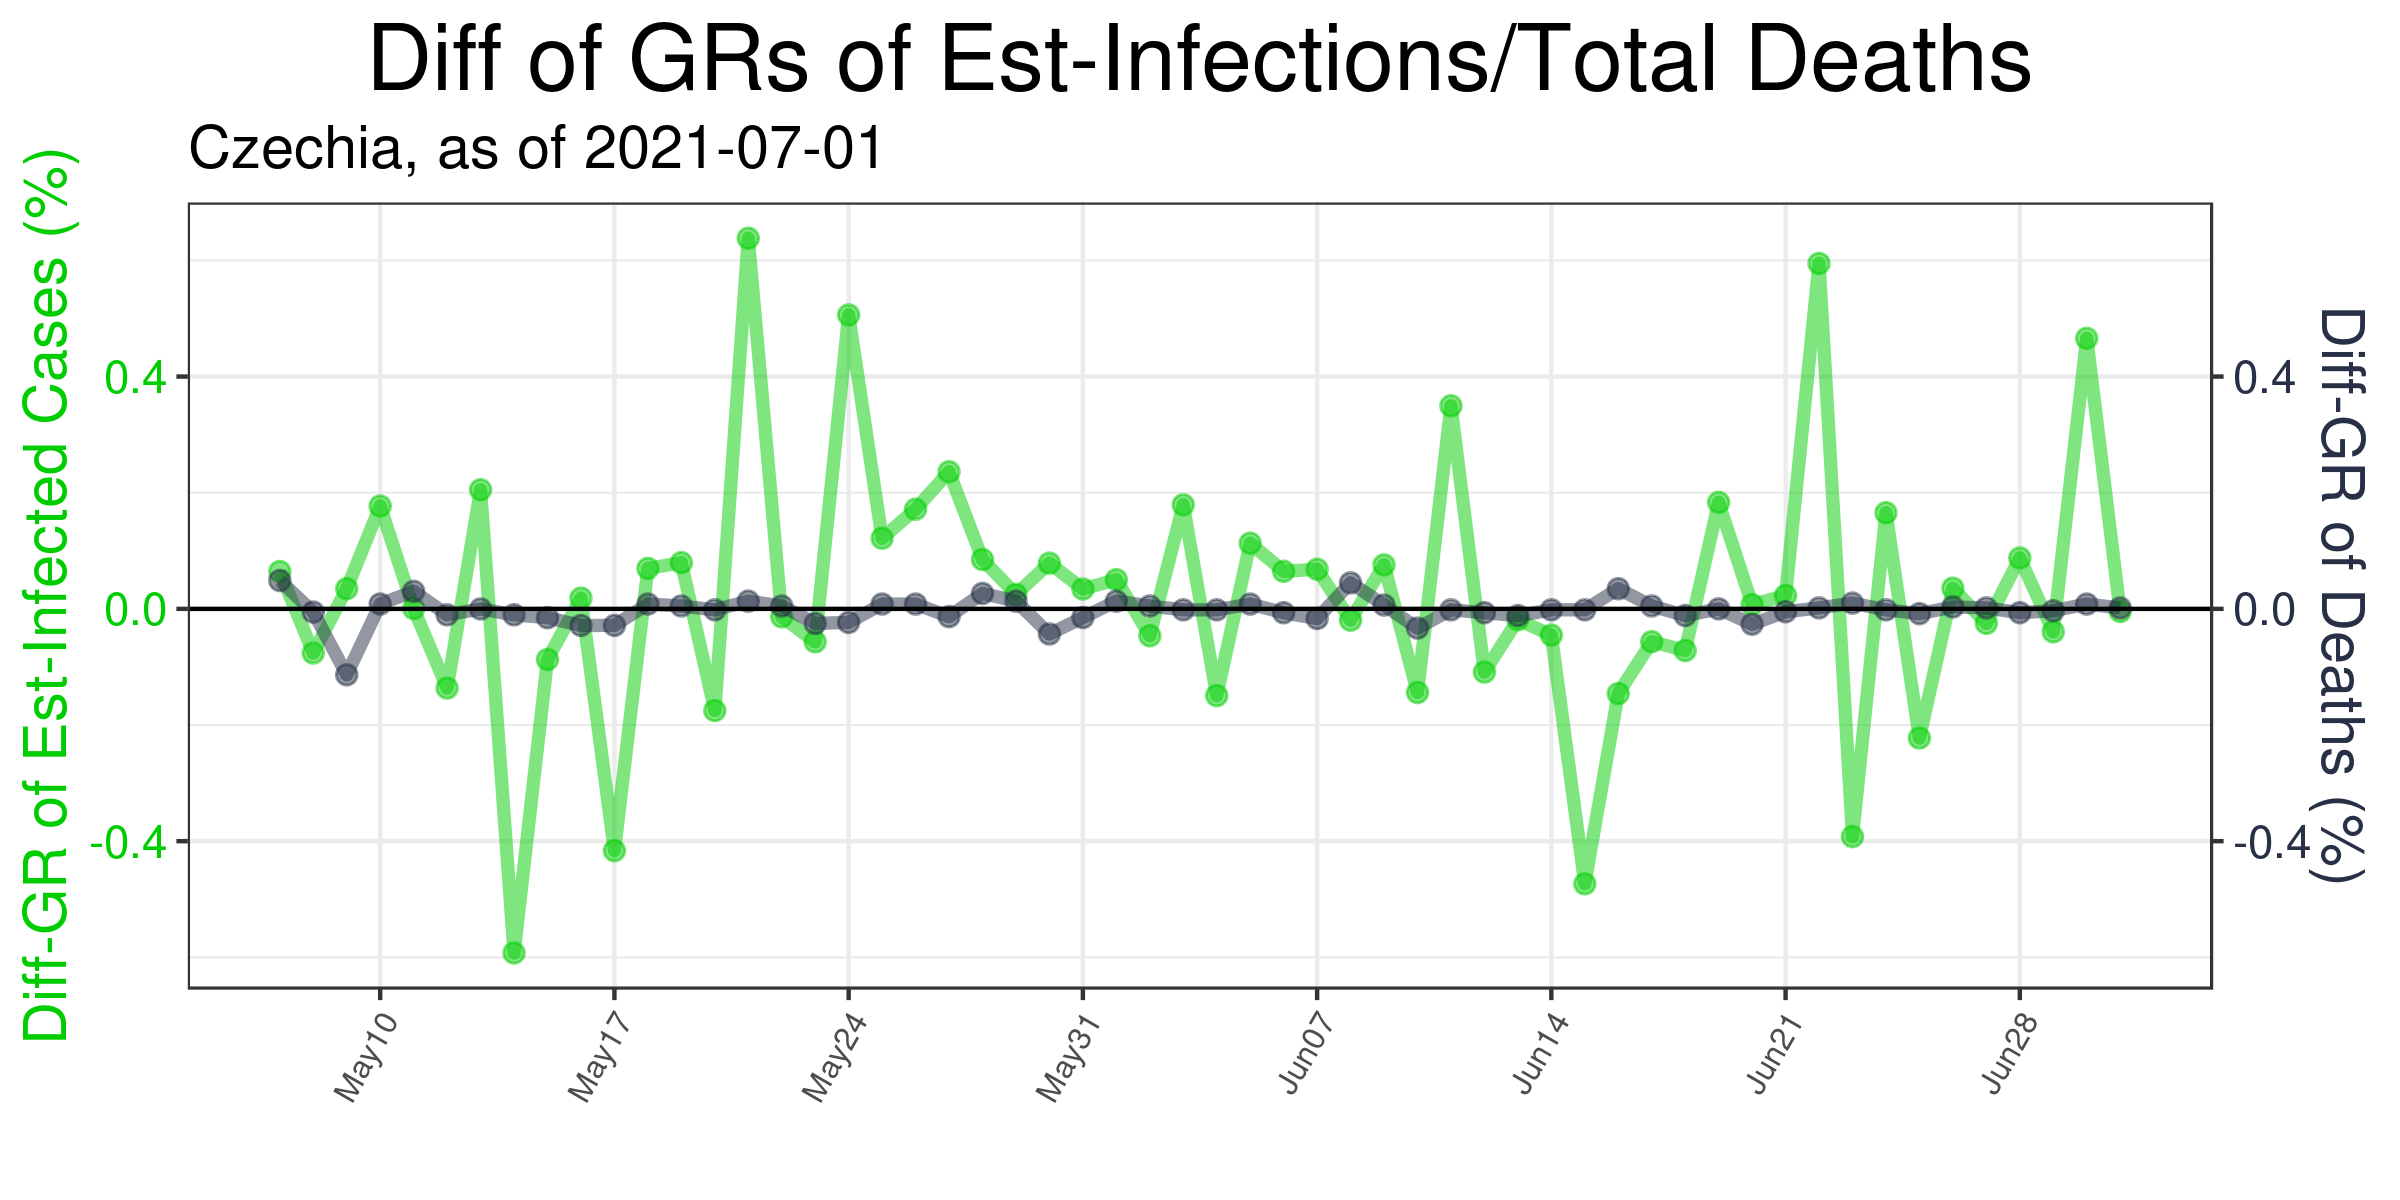 Diff of GRs of Est-Infections/Total Deaths
Czechia, as of 2021-07-01
Diff-GR of Est-Infected Cases (%)
0.4
0.0
-0.4
0.4
0.0
-0.4
Diff-GR of Deaths (%)
May10
May17
May24
May31
Jun07
Jun14
Jun21
Jun28